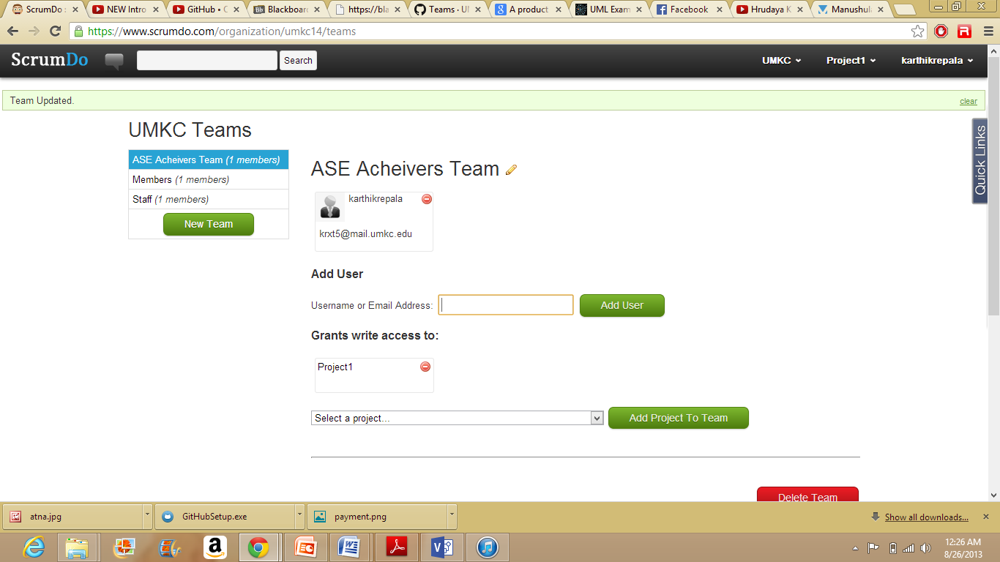 ScrumDo s
NEW Intro
GitHub • C
Blackboar
https://bla
Teams · U
A product
UML Exam
Facebook
Hrudaya K
Manushul
https://www.scrumdo.com/organization/umkc14/teams
ScrumDo
Search
UMKC
Project1
karthikrepala
Team Updated.
clear
UMKC Teams
Quick Links
ASE Acheivers Team (1 members)
Members (1 members)
Staff (1 members)
New Team
ASE Acheivers Team
karthikrepala
krxt5@mail.umkc.edu
Add User
Username or Email Address:
Add User
Grants write access to:
Project1
Select a project...
Add Project To Team
Delete Team
atna.jpg
GitHubSetup.exe
payment.png
Show all downloads...
12:26 AM
8/26/2013